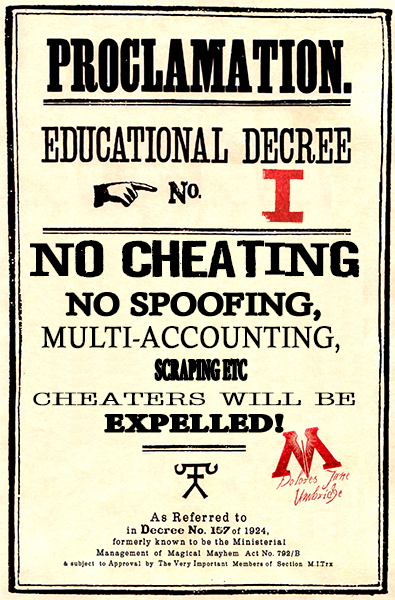 PROCLAMATION.
EDUCATIONAL DECREE
No. I
NO CHEATING
NO SPOOFING,
MULTI-ACCOUNTING,
SCRAPING ETC
CHEATERS WILL BE
EXPELLED!
M
Dolores Jane
Umbridge
As Referred to
in Decree No. 157 of 1924,
formerly known to be the Ministerial
Management of Magical Mayhem Act No. 792/B
& subject to Approval by The Very Important Members of Section M.I.Trx